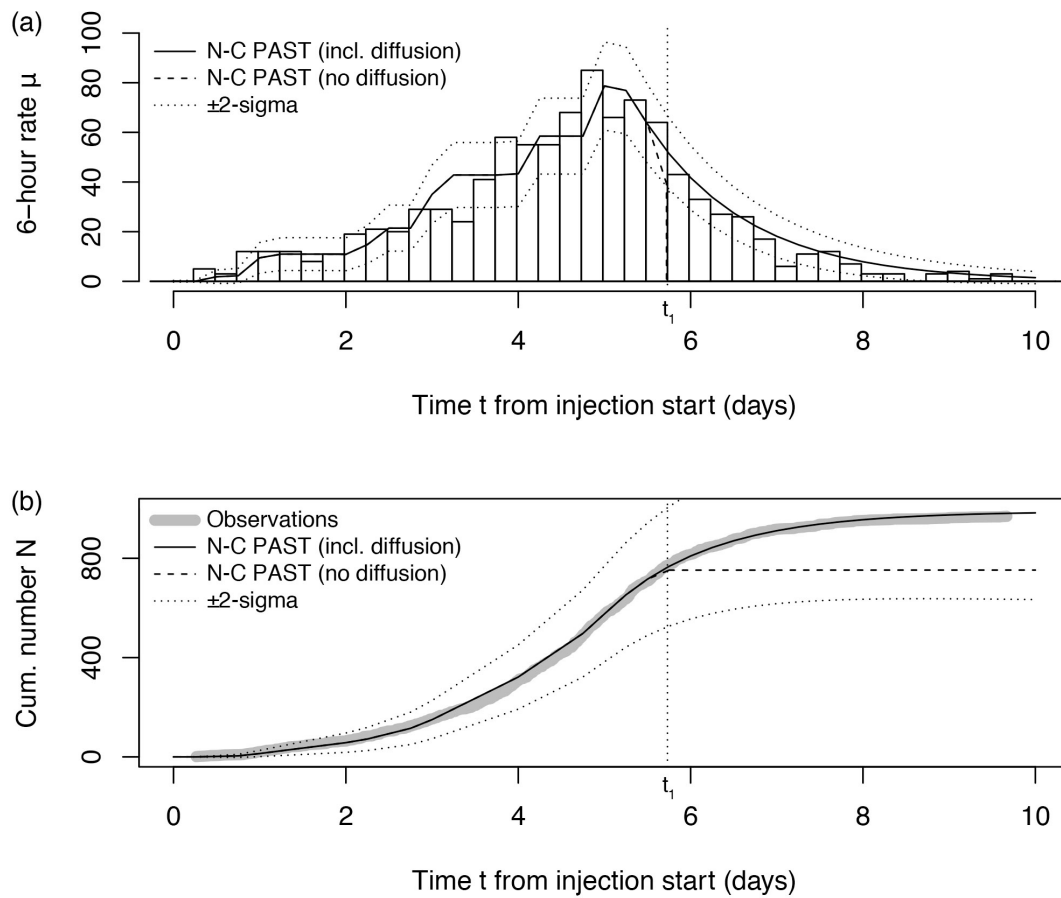 (a)
6−hour rate μ
100
80
60
40
20
0
N-C PAST (incl. diffusion)
N-C PAST (no diffusion)
±2-sigma
t1
0 2 4 6 8 10
Time t from injection start (days)
(b)
Cum. number N
800
400
0
Observations
N-C PAST (incl. diffusion)
N-C PAST (no diffusion)
±2-sigma
t1
0 2 4 6 8 10
Time t from injection start (days)